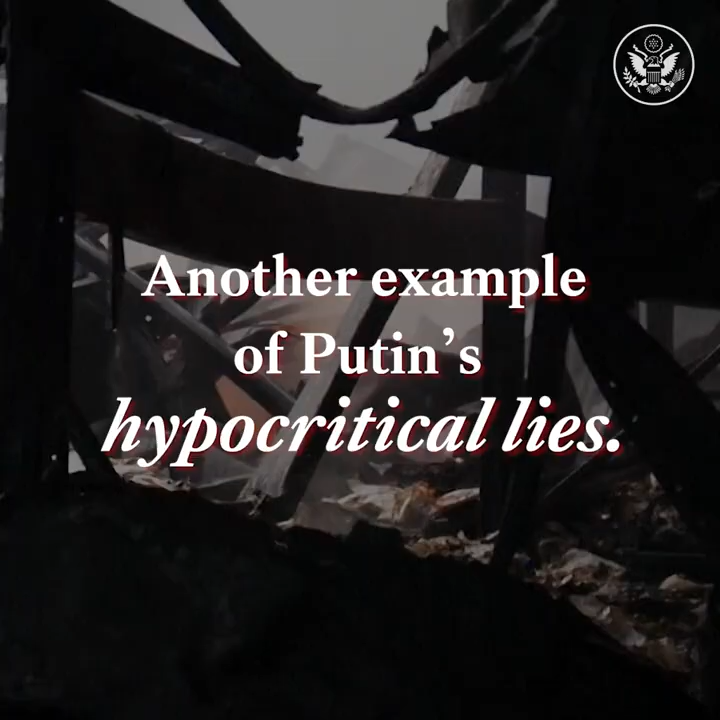 Another example
of Putin’s
hypocritical lies.